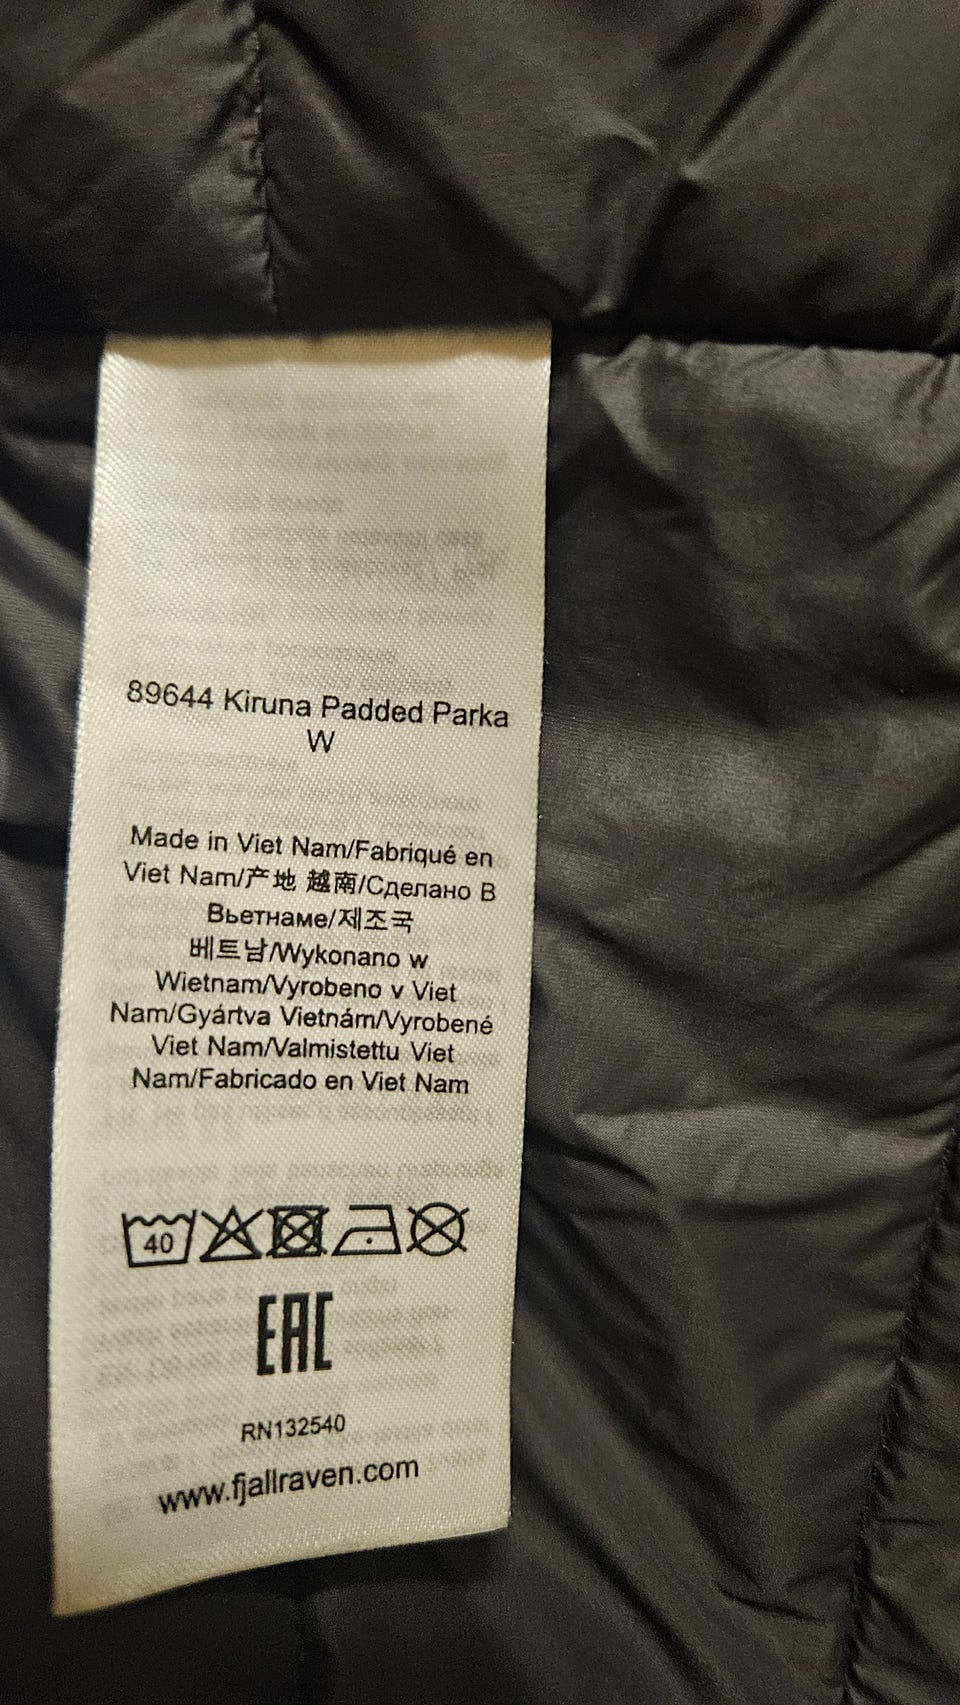 89644 Kiruna Padded Parka
W
Made in Viet Nam/Fabriqué en
Viet Nam/产地 越南/Сделано В
Вьетнаме/제조국
베트남/Wykonano w
Wietnam/Vyrobeno v Viet
Nam/Gyártva Vietnám/Vyrobené
Viet Nam/Valmistettu Viet
Nam/Fabricado en Viet Nam
40
EAC
RN132540
www.fjallraven.com